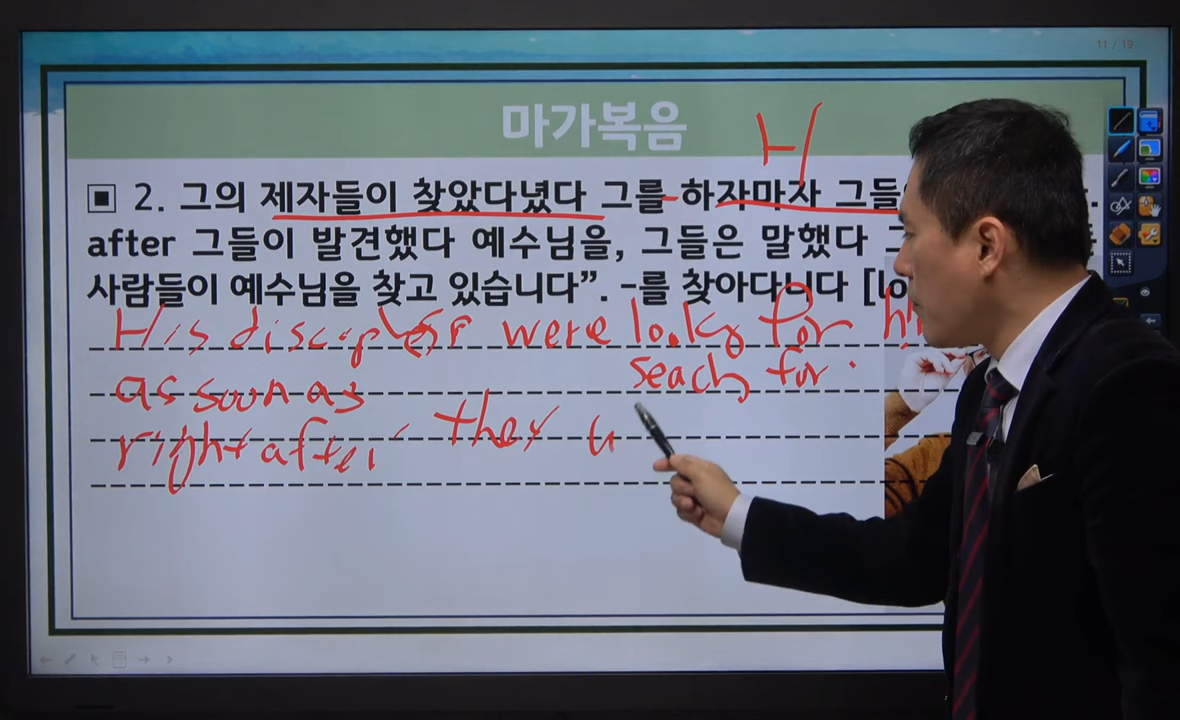 11 / 19
마가복음
▣ 2. 그의 제자들이 찾았다녔다 그를 하자마자 그들
after 그들이 발견했다 예수님을, 그들은 말했다 그
사람들이 예수님을 찾고 있습니다”. -를 찾아다니다 [lo
H
His disciples were lookg for hi
seachg for
as soon as
right after they u